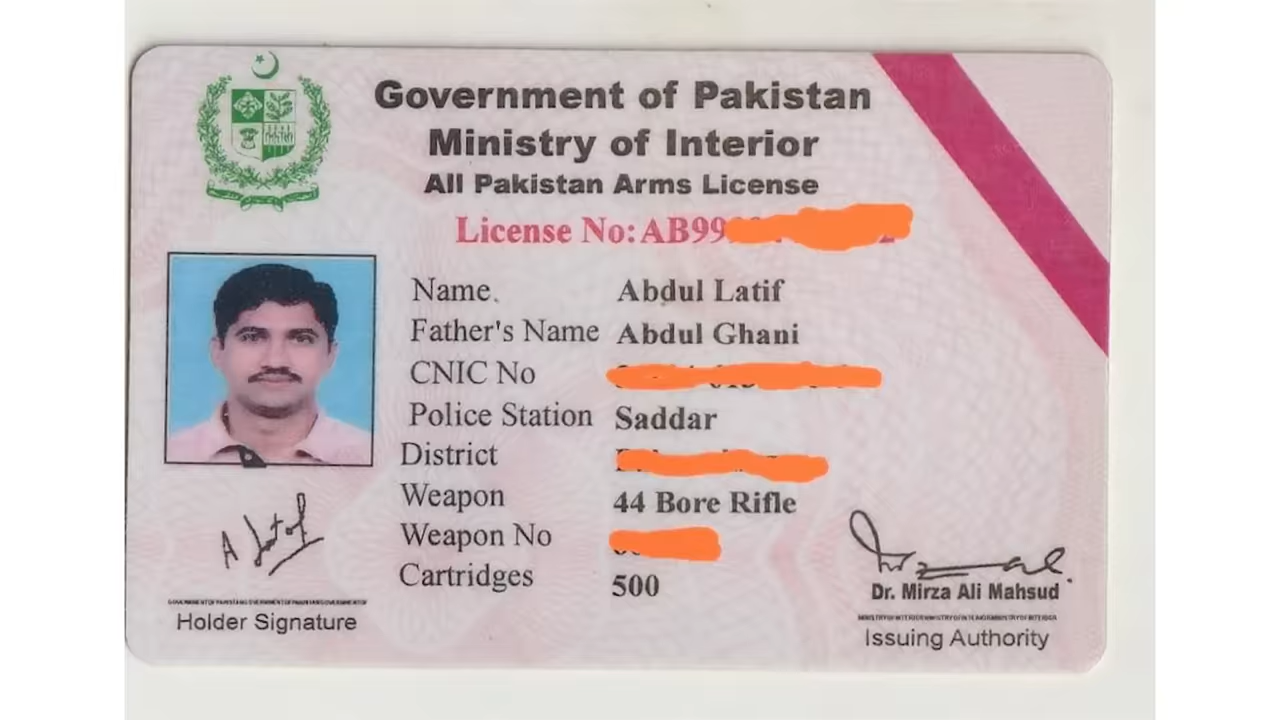 Government of Pakistan
Ministry of Interior
All Pakistan Arms License
License No: AB99
Name
Abdul Latif
Father's Name Abdul Ghani
CNIC No
Police Station Saddar
District
Weapon 44 Bore Rifle
Weapon No
Cartridges 500
A Latif
Dr. Mirza Ali Mahsud
Holder Signature
Issuing Authority